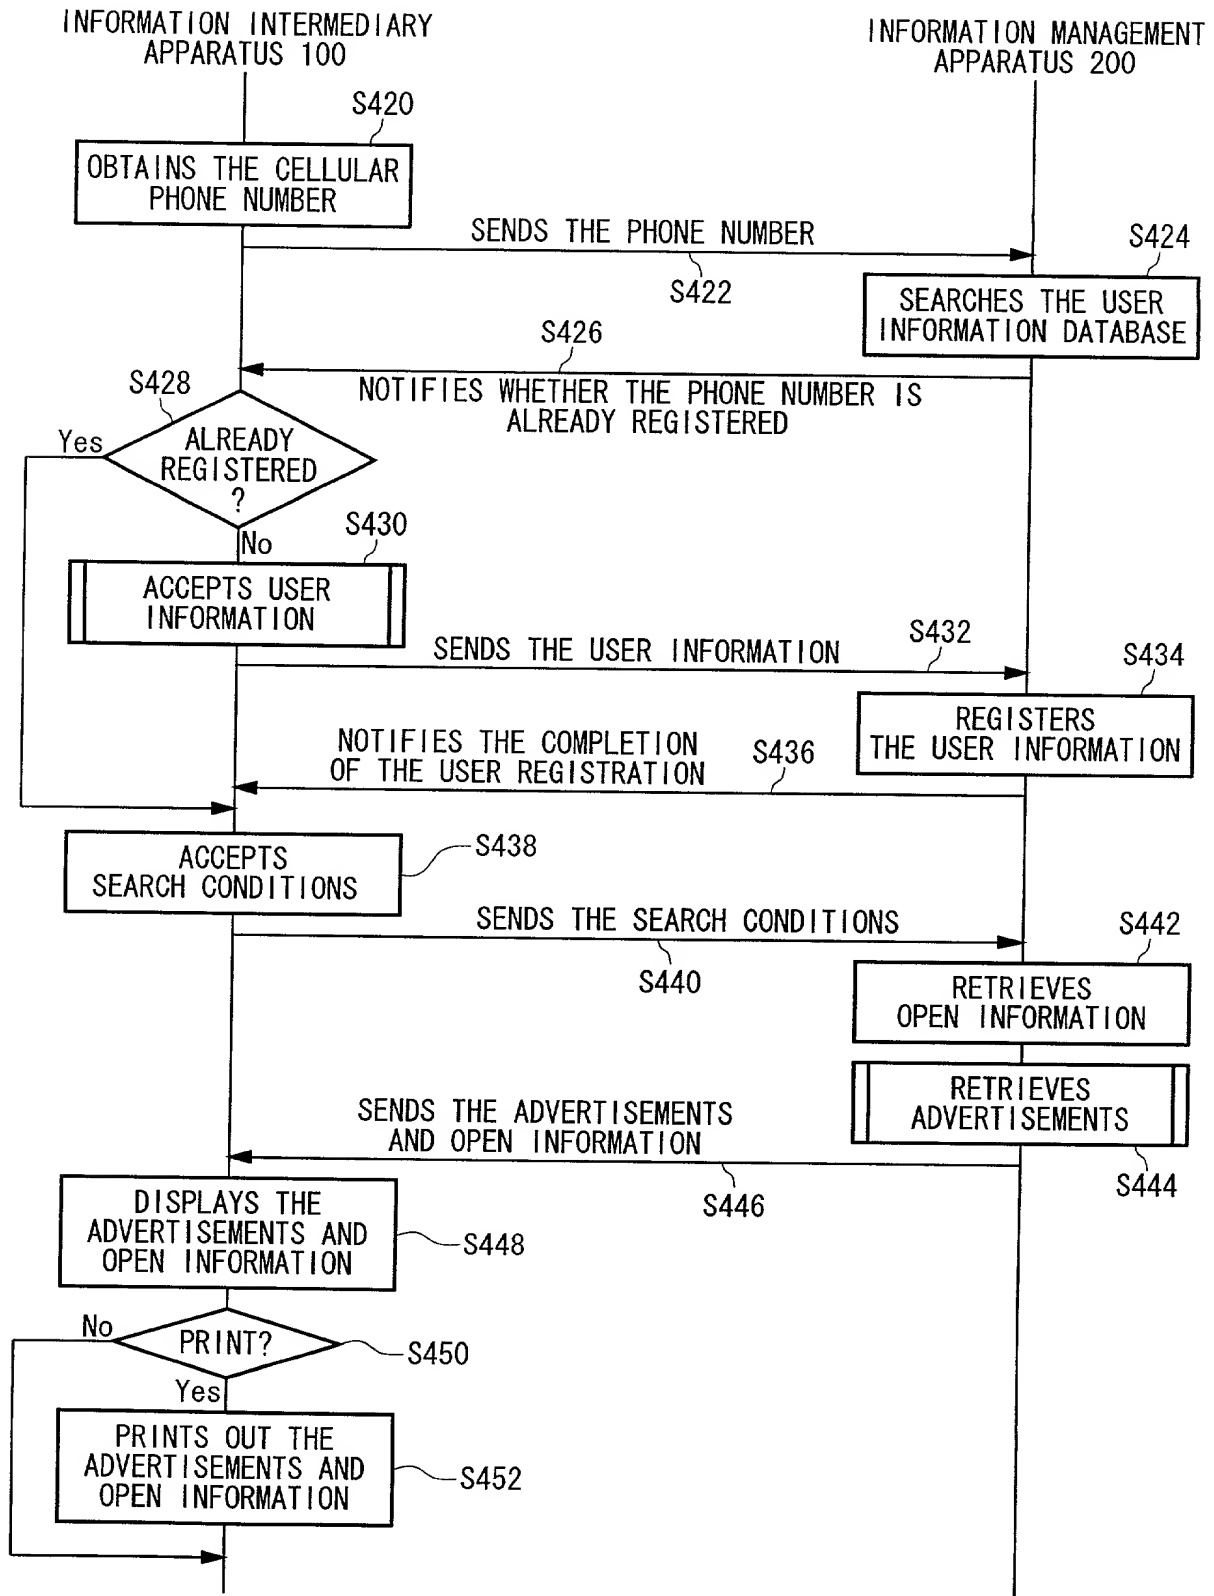 INFORMATION INTERMEDIARY
APPARATUS 100
INFORMATION MANAGEMENT
APPARATUS 200
S420
OBTAINS THE CELLULAR
PHONE NUMBER
SENDS THE PHONE NUMBER
S422
S424
SEARCHES THE USER
INFORMATION DATABASE
S426
NOTIFIES WHETHER THE PHONE NUMBER IS
ALREADY REGISTERED
S428
Yes
ALREADY
REGISTERED
?
No
S430
ACCEPTS USER
INFORMATION
SENDS THE USER INFORMATION
S432
S434
REGISTERS
THE USER INFORMATION
NOTIFIES THE COMPLETION
OF THE USER REGISTRATION
S436
ACCEPTS
SEARCH CONDITIONS
S438
SENDS THE SEARCH CONDITIONS
S440
S442
RETRIEVES
OPEN INFORMATION
RETRIEVES
ADVERTISEMENTS
S444
SENDS THE ADVERTISEMENTS
AND OPEN INFORMATION
S446
DISPLAYS THE
ADVERTISEMENTS AND
OPEN INFORMATION
S448
No
PRINT?
S450
Yes
PRINTS OUT THE
ADVERTISEMENTS AND
OPEN INFORMATION
S452